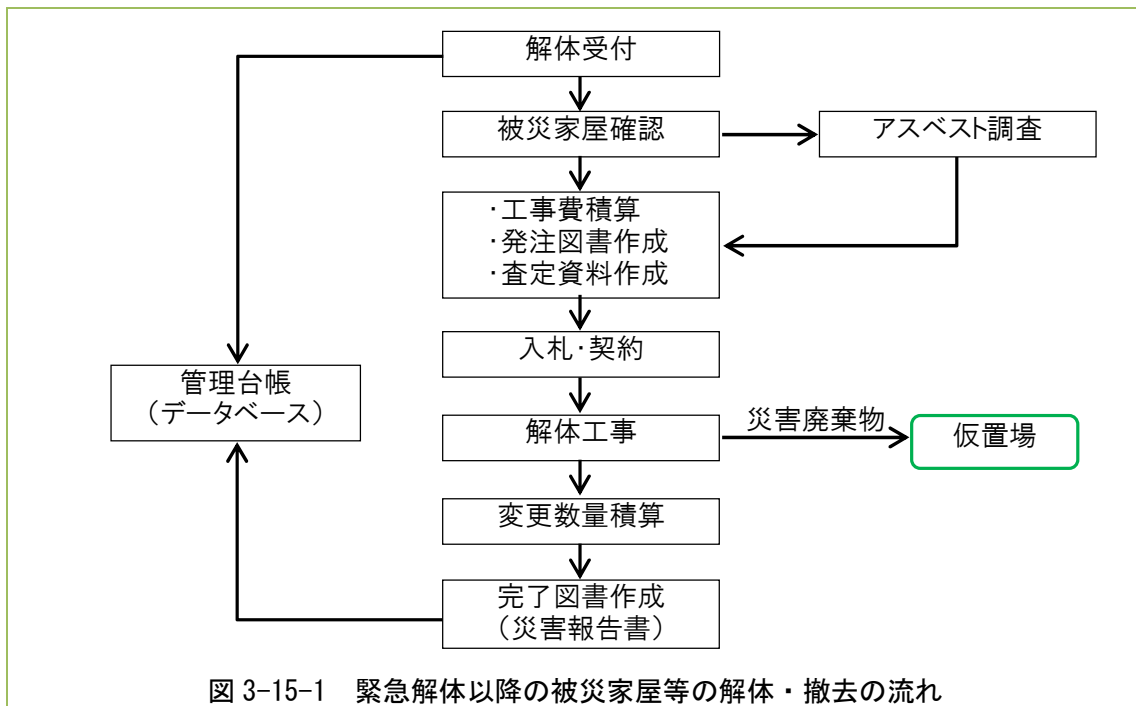 解体受付
被災家屋確認
アスベスト調査
・工事費積算
・発注図書作成
・査定資料作成
入札・契約
管理台帳
（データベース）
解体工事
災害廃棄物
仮置場
変更数量積算
完了図書作成
（災害報告書）
図 3-15-1　緊急解体以降の被災家屋等の解体・撤去の流れ